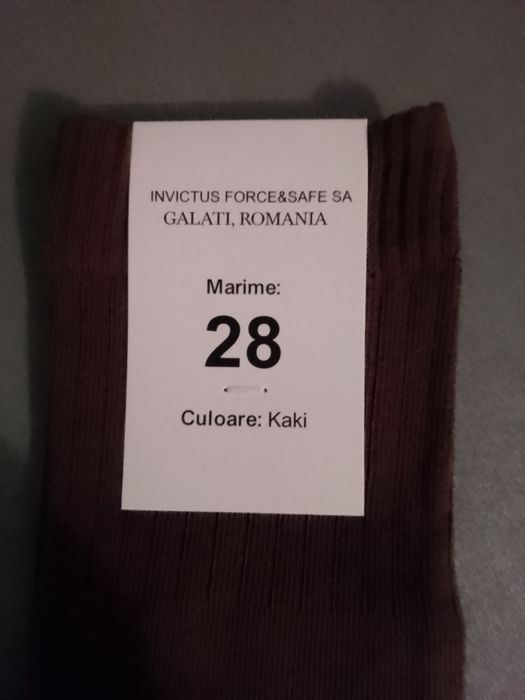 INVICTUS FORCE&SAFE SA
GALATI, ROMANIA
Marime:
28
Culoare: Kaki